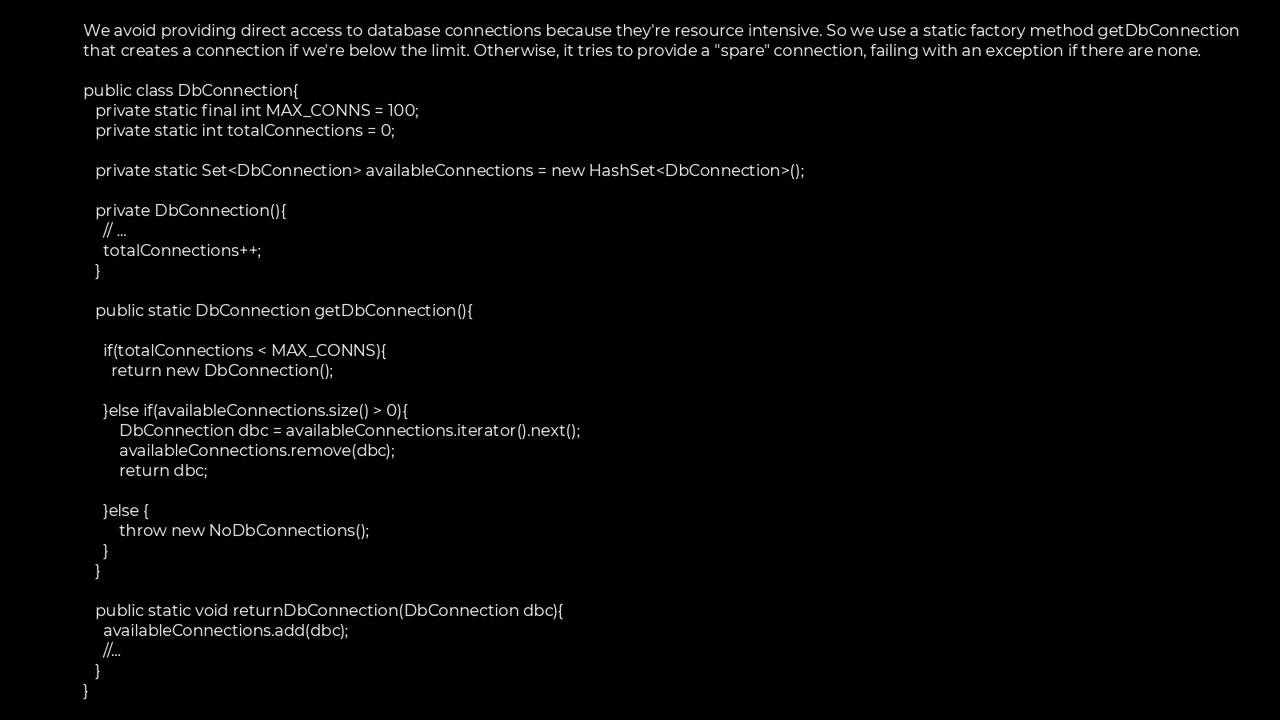 We avoid providing direct access to database connections because they're resource intensive. So we use a static factory method getDbConnection
that creates a connection if we're below the limit. Otherwise, it tries to provide a "spare" connection, failing with an exception if there are none.
public class DbConnection{
private static final int MAX_CONNS = 100;
private static int totalConnections = 0;
private static Set<DbConnection> availableConnections = new HashSet<DbConnection>();
private DbConnection(){
// ...
totalConnections++;
}
public static DbConnection getDbConnection(){
if(totalConnections < MAX_CONNS){
return new DbConnection();
}else if(availableConnections.size() > 0){
DbConnection dbc = availableConnections.iterator().next();
availableConnections.remove(dbc);
return dbc;
}else {
throw new NoDbConnections();
}
}
public static void returnDbConnection(DbConnection dbc){
availableConnections.add(dbc);
//...
}
}